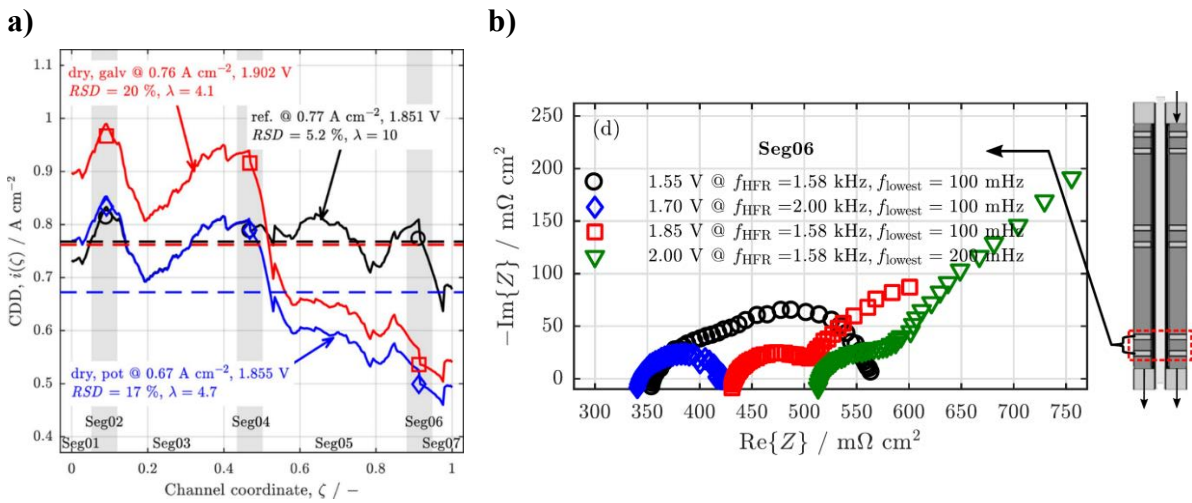 a)
b)
1.1
1
0.9
0.8
0.7
0.6
0.5
0.4
CDD, i(ζ) / A cm⁻²
dry, galv @ 0.76 A cm⁻², 1.902 V
RSD = 20 %, λ = 4.1
ref. @ 0.77 A cm⁻², 1.851 V
RSD = 5.2 %, λ = 10
dry, pot @ 0.67 A cm⁻², 1.855 V
RSD = 17 %, λ = 4.7
Seg02 Seg04 Seg06
Seg01 Seg03 Seg05 Seg07
0 0.2 0.4 0.6 0.8 1
Channel coordinate, ζ / −
250
200
150
100
50
0
−Im{Z} / mΩ cm²
(d)
Seg06
1.55 V @ fHFR =1.58 kHz, flowest = 100 mHz
1.70 V @ fHFR =2.00 kHz, flowest = 100 mHz
1.85 V @ fHFR =1.58 kHz, flowest = 100 mHz
2.00 V @ fHFR =1.58 kHz, flowest = 200 mHz
300 350 400 450 500 550 600 650 700 750
Re{Z} / mΩ cm²